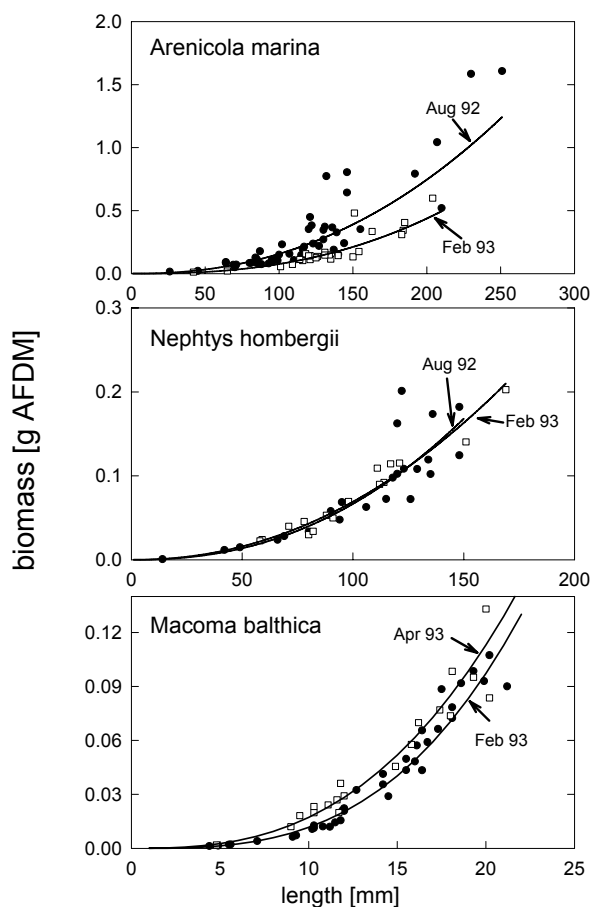 biomass [g AFDM]
Arenicola marina
2.0
1.5
1.0
0.5
0.0
Aug 92
Feb 93
0 50 100 150 200 250 300
Nephtys hombergii
0.3
0.2
0.1
0.0
Aug 92
Feb 93
0 50 100 150 200
Macoma balthica
0.12
0.09
0.06
0.03
0.00
Apr 93
Feb 93
0 5 10 15 20 25
length [mm]